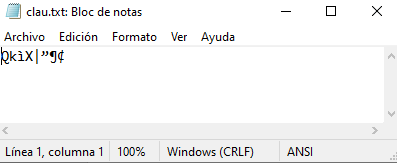 clau.txt: Bloc de notas
Archivo Edición Formato Ver Ayuda
QkìX|”¶¢
Línea 1, columna 1 100% Windows (CRLF) ANSI